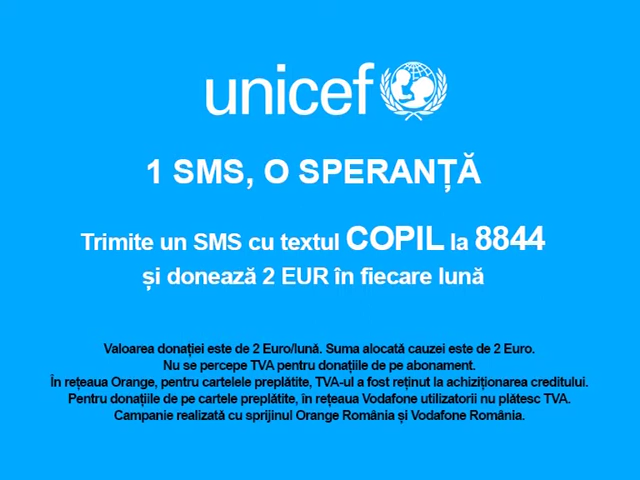 unicef
1 SMS, O SPERANȚĂ
Trimite un SMS cu textul COPIL la 8844
și donează 2 EUR în fiecare lună
Valoarea donației este de 2 Euro/lună. Suma alocată cauzei este de 2 Euro.
Nu se percepe TVA pentru donațiile de pe abonament.
În rețeaua Orange, pentru cartelele preplătite, TVA-ul a fost reținut la achiziționarea creditului.
Pentru donațiile de pe cartele preplătite, în rețeaua Vodafone utilizatorii nu plătesc TVA.
Campanie realizată cu sprijinul Orange România și Vodafone România.